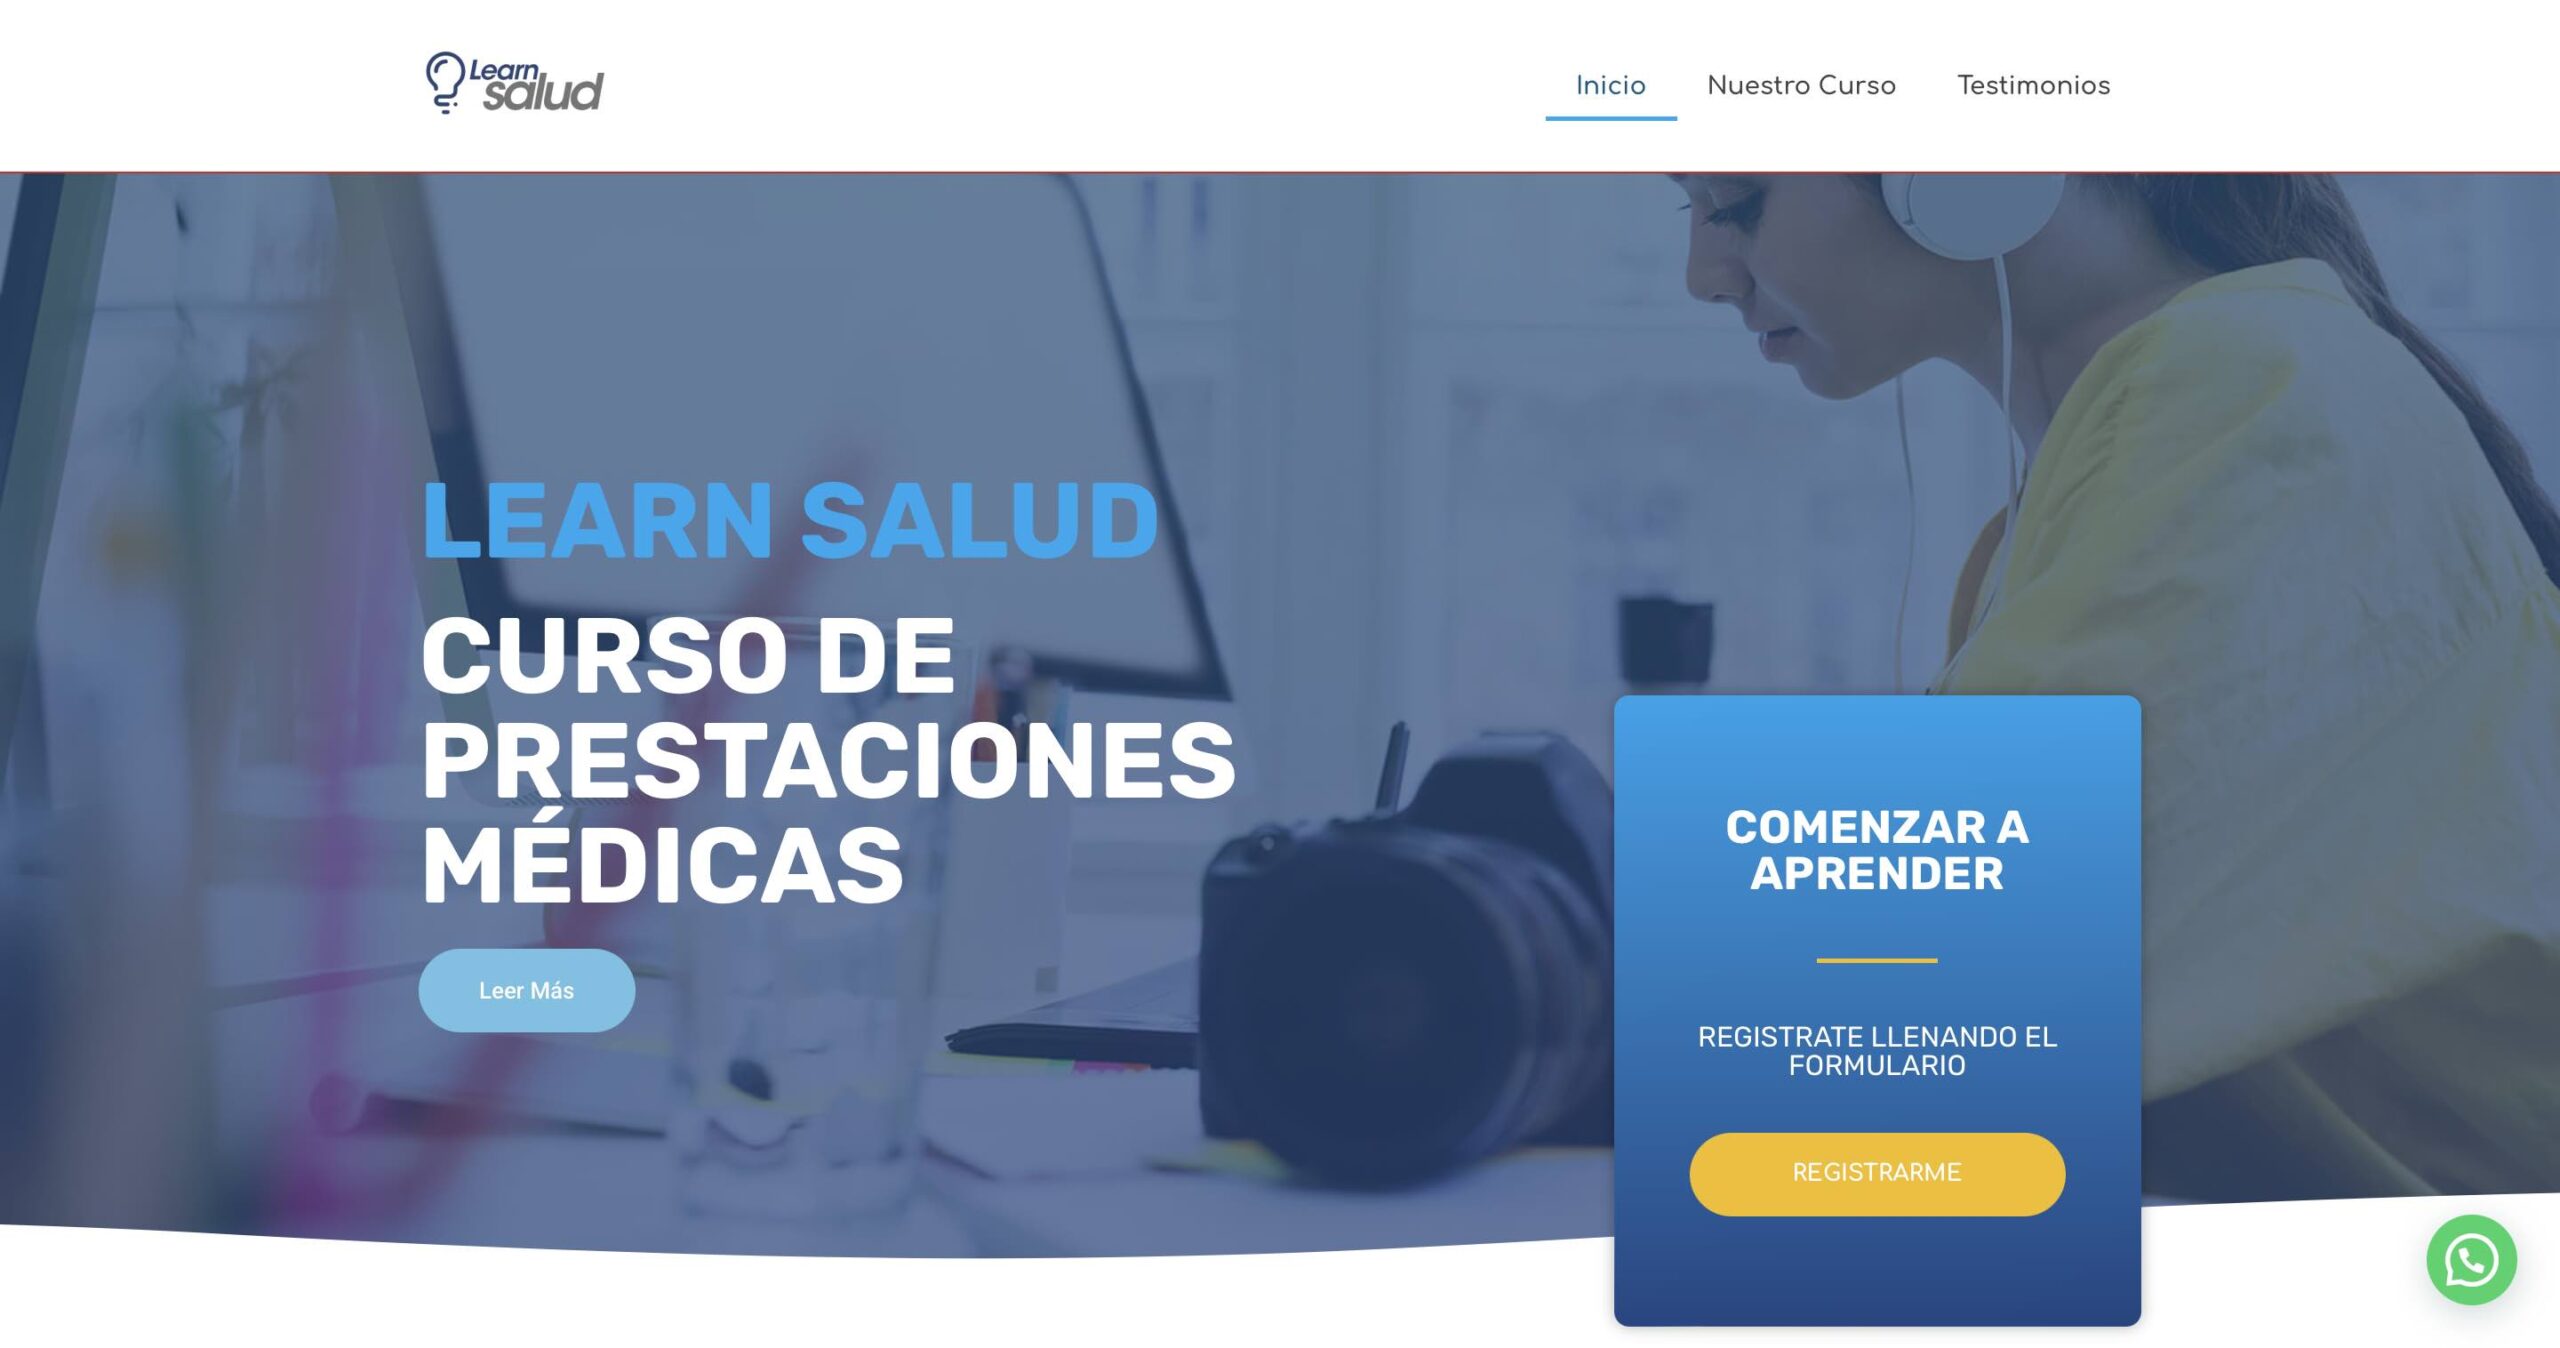 Learn
salud
Inicio
Nuestro Curso
Testimonios
LEARN SALUD
CURSO DE
PRESTACIONES
MÉDICAS
Leer Más
COMENZAR A
APRENDER
REGISTRATE LLENANDO EL
FORMULARIO
REGISTRARME